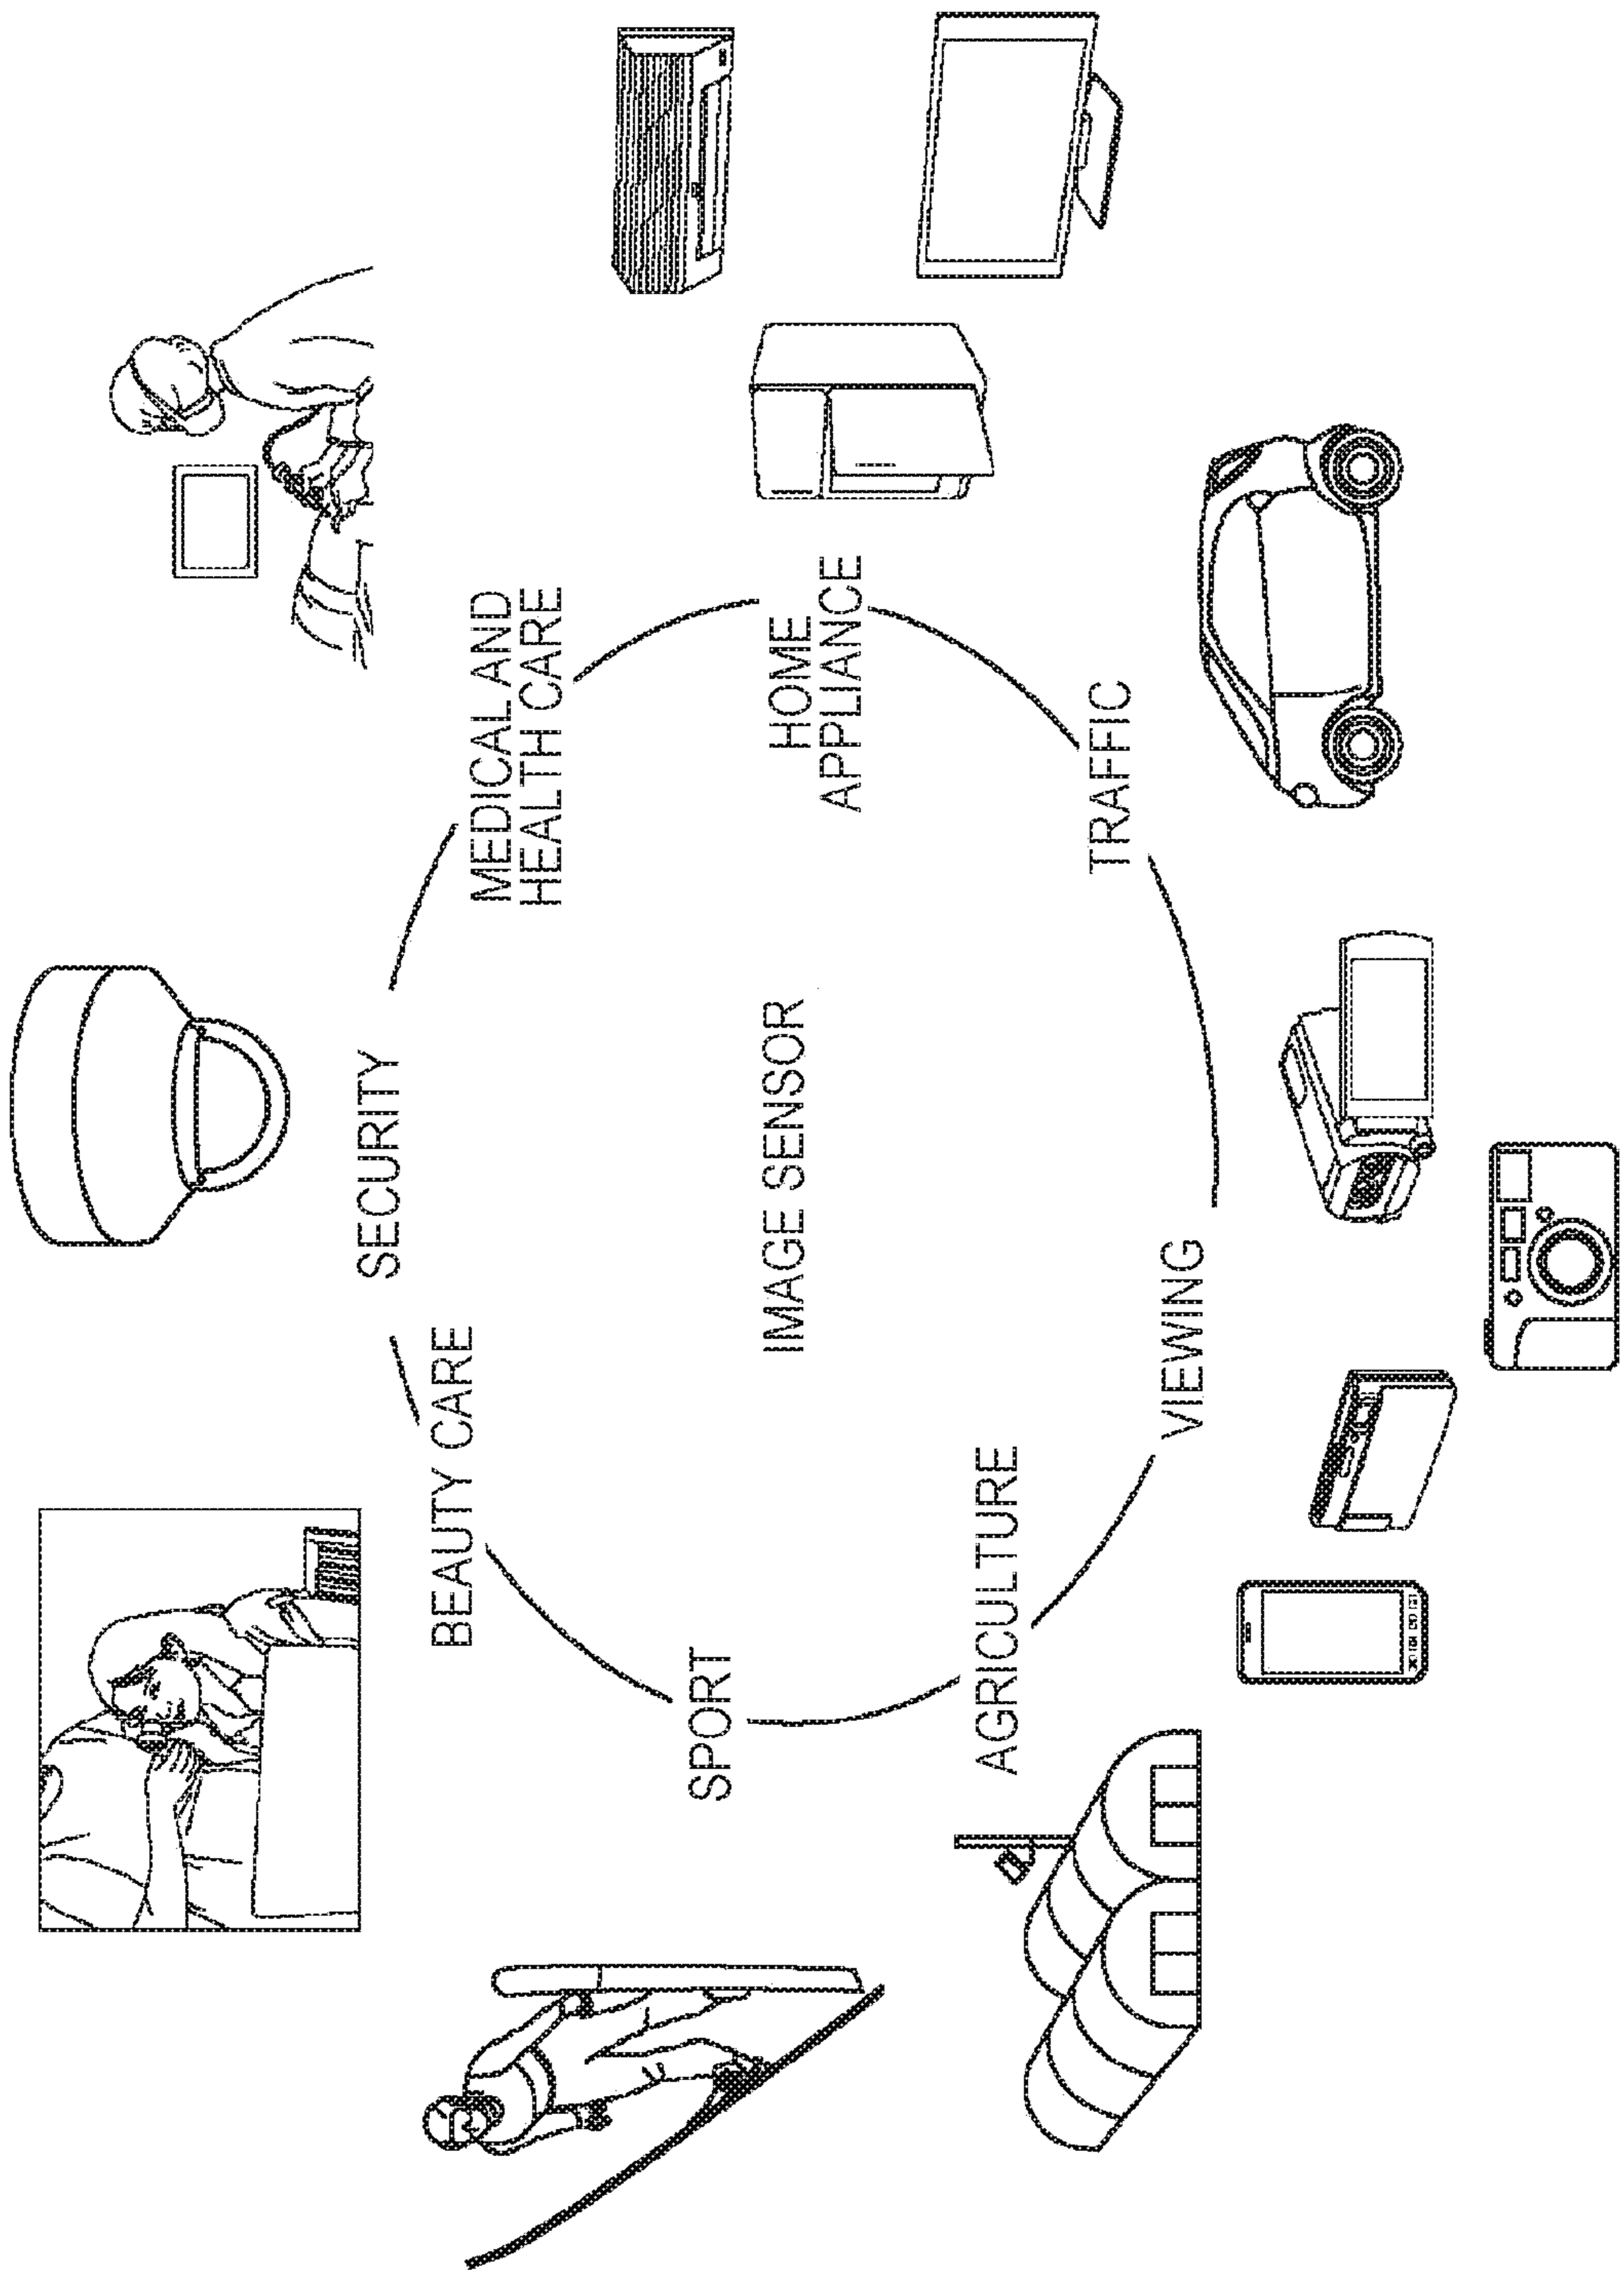 SECURITY
BEAUTY CARE
MEDICAL AND
HEALTH CARE
SPORT
IMAGE SENSOR
HOME
APPLIANCE
AGRICULTURE
TRAFFIC
VIEWING